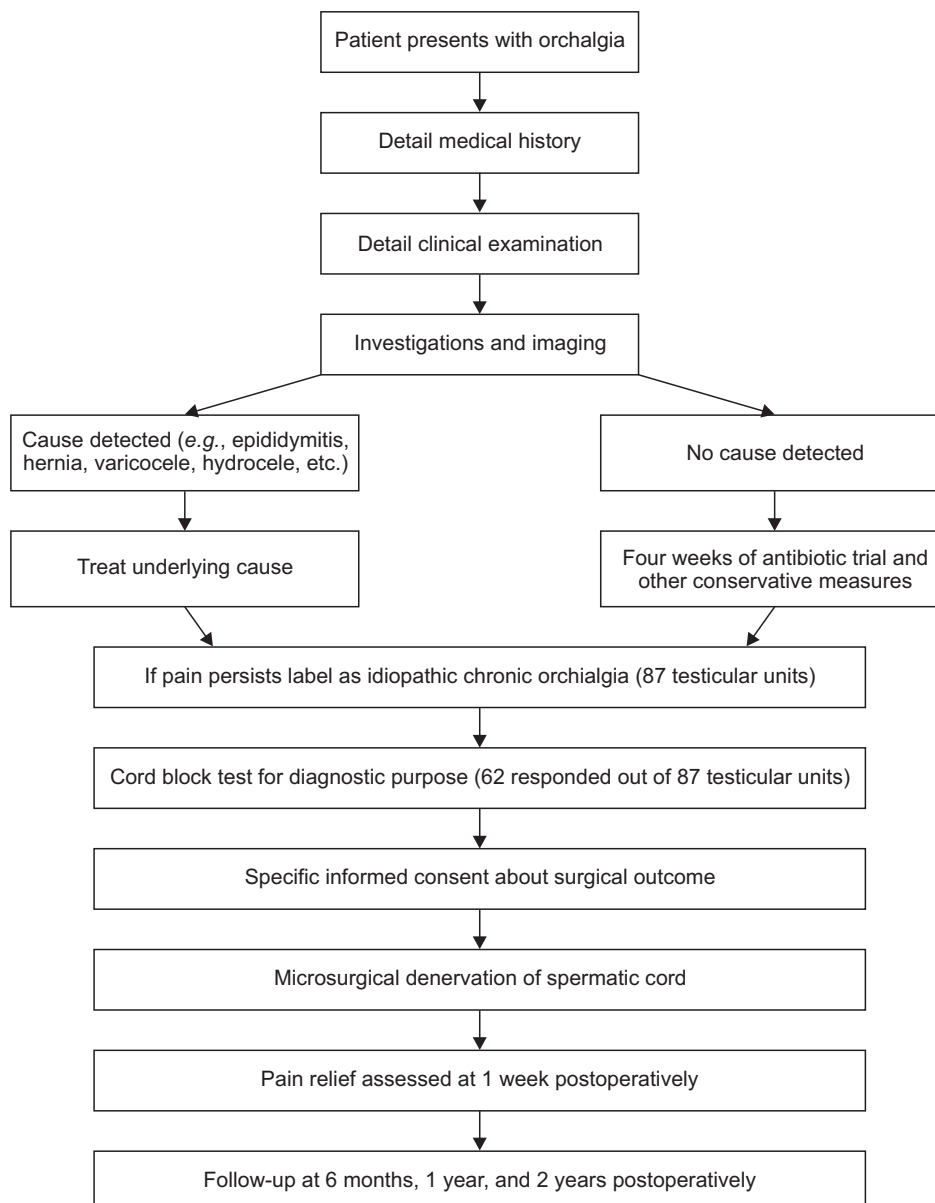 Patient presents with orchalgia
Detail medical history
Detail clinical examination
Investigations and imaging
Cause detected (e.g., epididymitis,
hernia, varicocele, hydrocele, etc.)
No cause detected
Treat underlying cause
Four weeks of antibiotic trial and
other conservative measures
If pain persists label as idiopathic chronic orchialgia (87 testicular units)
Cord block test for diagnostic purpose (62 responded out of 87 testicular units)
Specific informed consent about surgical outcome
Microsurgical denervation of spermatic cord
Pain relief assessed at 1 week postoperatively
Follow-up at 6 months, 1 year, and 2 years postoperatively